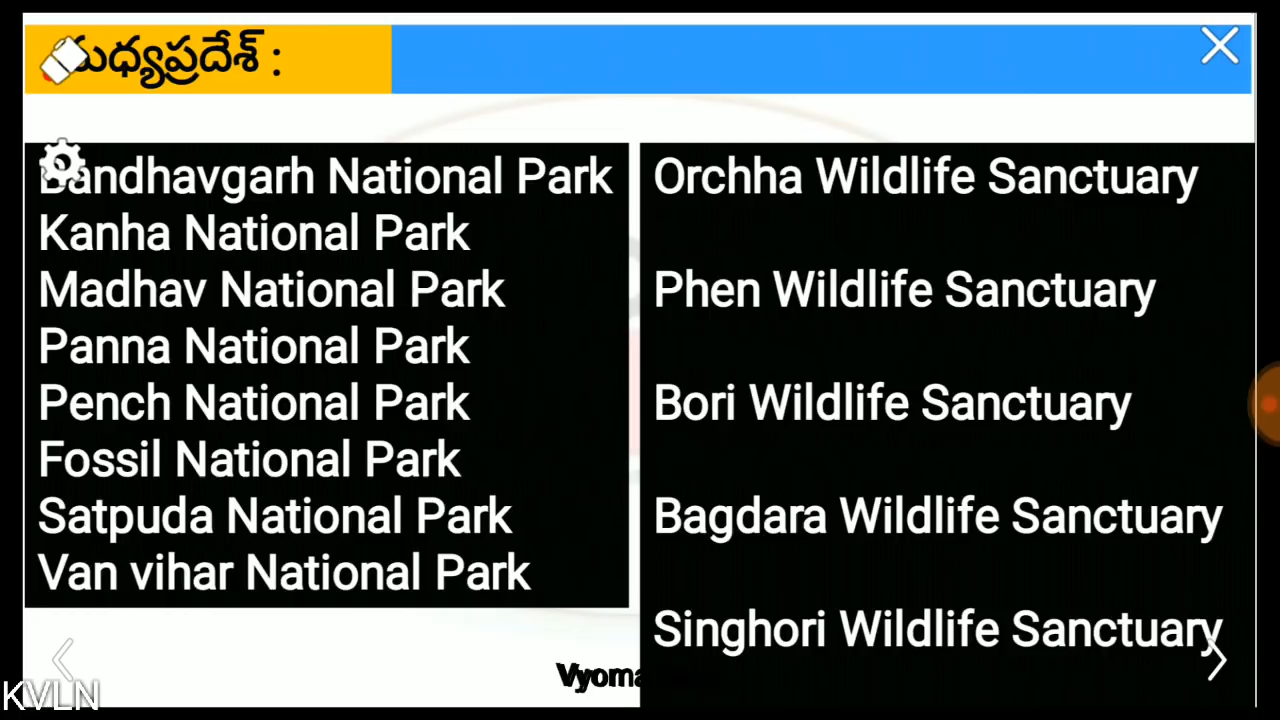 మధ్యప్రదేశ్ :
Bandhavgarh National Park
Kanha National Park
Madhav National Park
Panna National Park
Pench National Park
Fossil National Park
Satpuda National Park
Van vihar National Park
Orchha Wildlife Sanctuary
Phen Wildlife Sanctuary
Bori Wildlife Sanctuary
Bagdara Wildlife Sanctuary
Singhori Wildlife Sanctuary
KVLN